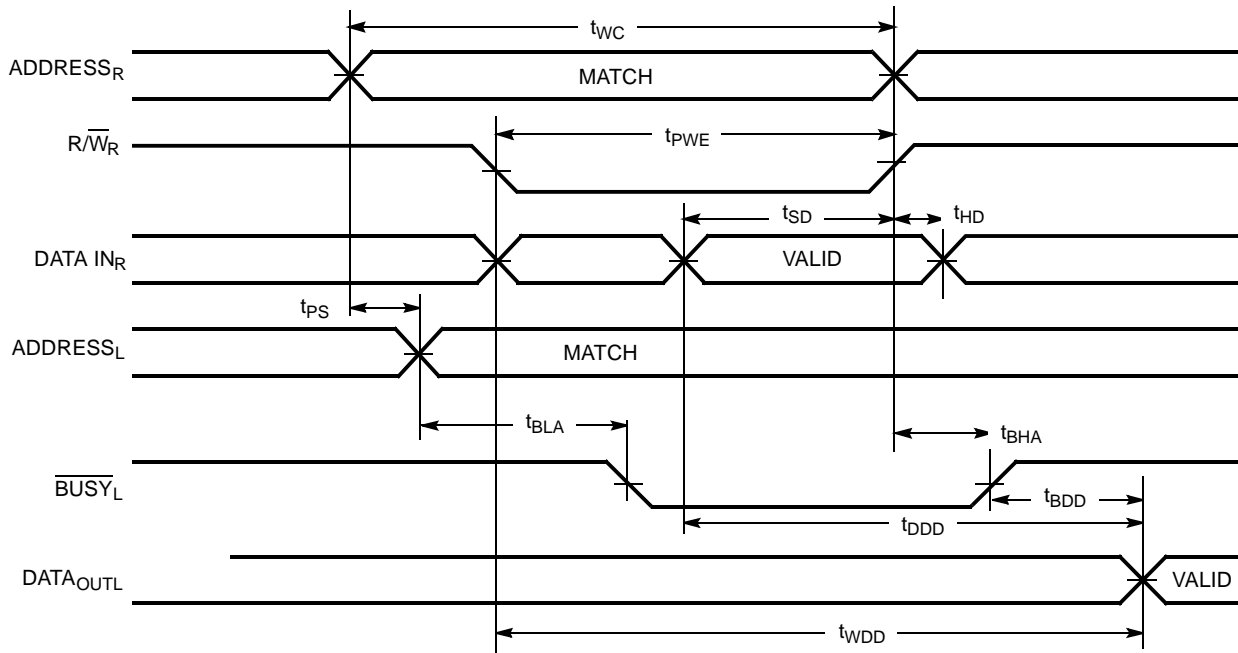 tWC
ADDRESSR MATCH
R/W̅R tPWE
tSD tHD
DATA INR VALID
tPS
ADDRESSL MATCH
tBLA tBHA
B̅U̅S̅Y̅L tBDD
tDDD
DATAOUTL VALID
tWDD